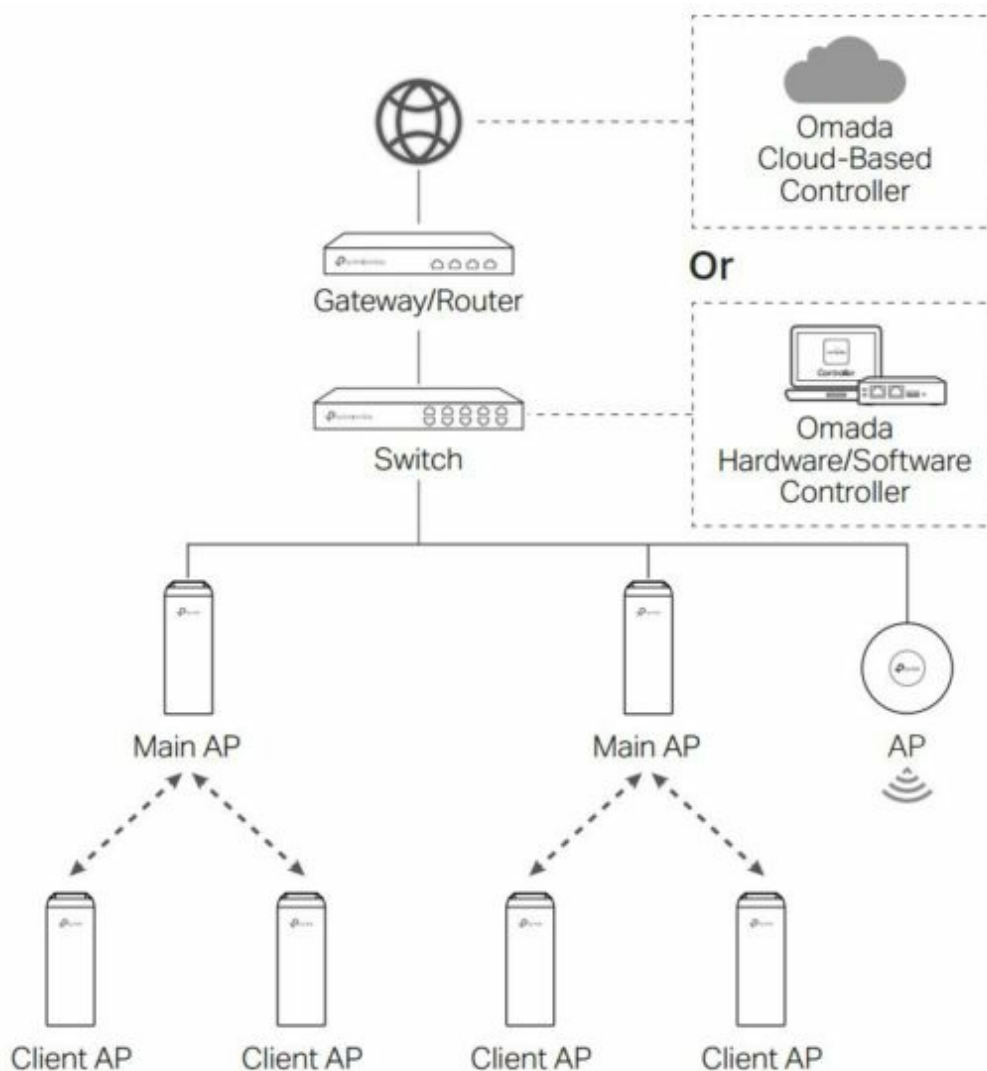 Omada
Cloud-Based
Controller
Or
Gateway/Router
Controller
Omada
Hardware/Software
Controller
Switch
Main AP
Main AP
AP
Client AP
Client AP
Client AP
Client AP